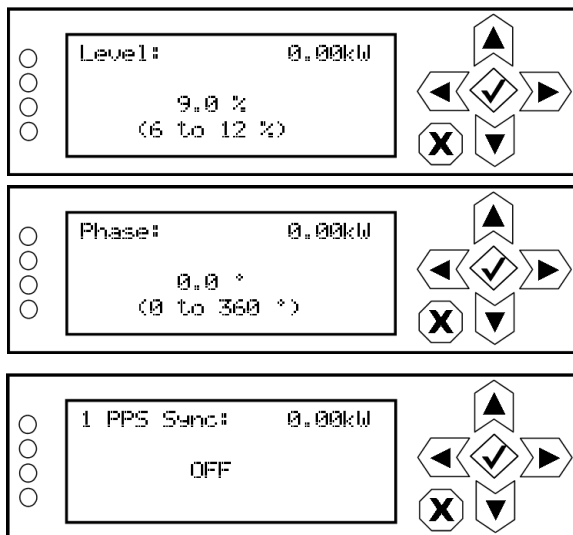 Level: 0.00kW
9.0 %
(6 to 12 %)
Phase: 0.00kW
0.0 °
(0 to 360 °)
1 PPS Sync: 0.00kW
OFF